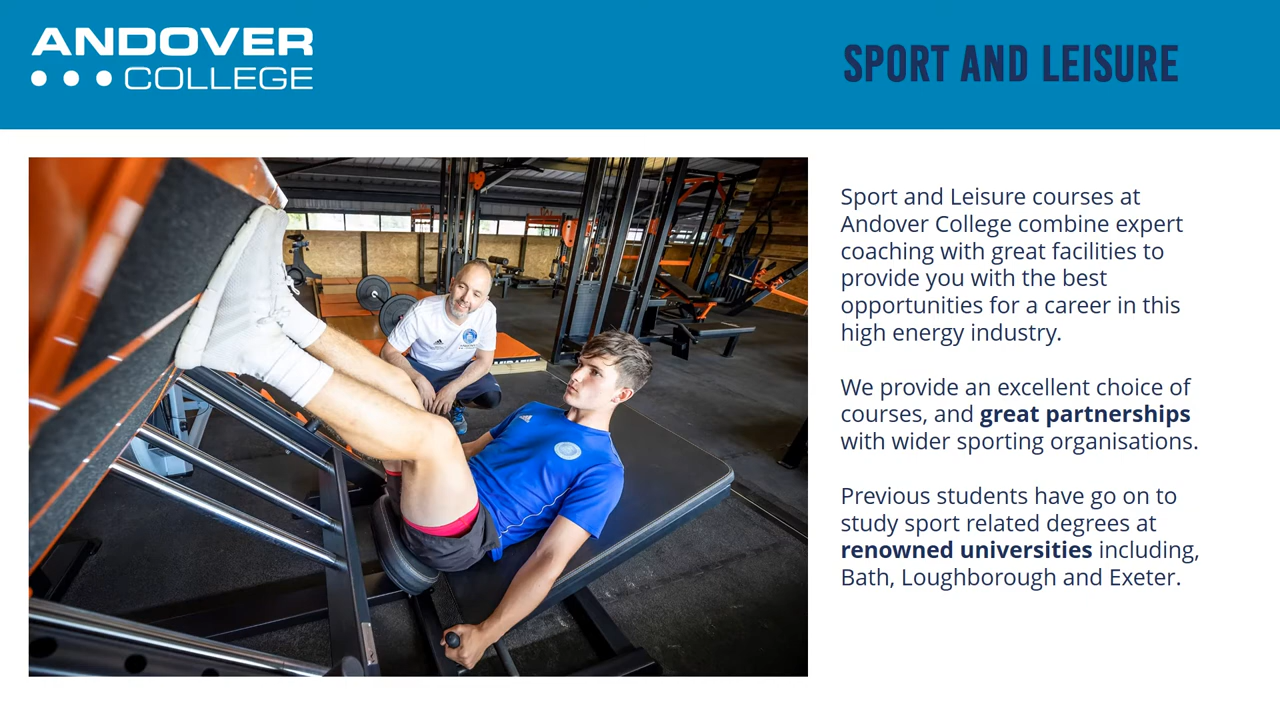 ANDOVER
COLLEGE
SPORT AND LEISURE
Sport and Leisure courses at
Andover College combine expert
coaching with great facilities to
provide you with the best
opportunities for a career in this
high energy industry.
We provide an excellent choice of
courses, and great partnerships
with wider sporting organisations.
Previous students have go on to
study sport related degrees at
renowned universities including,
Bath, Loughborough and Exeter.